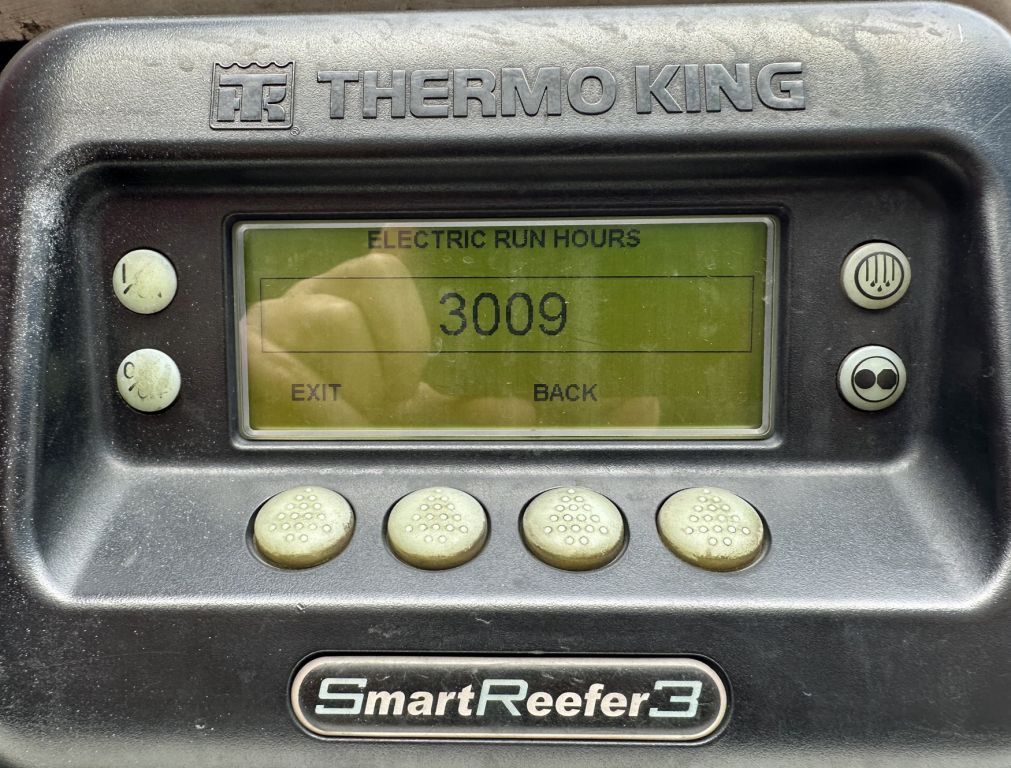 THERMO KING
ELECTRIC RUN HOURS
3009
EXIT BACK
SmartReefer3